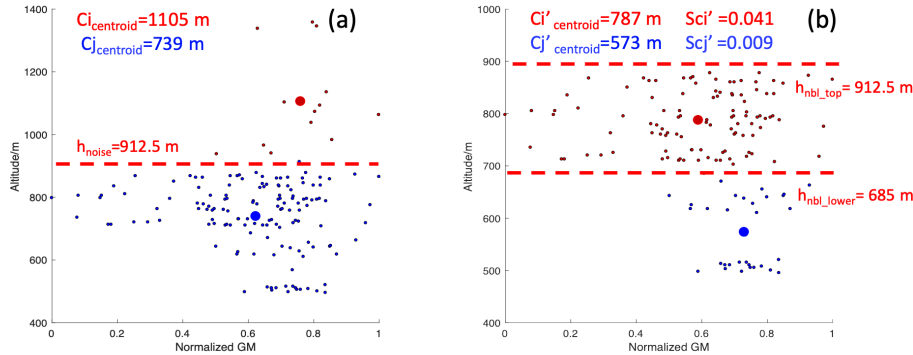 (a)
Ci centroid=1105 m
Cj centroid=739 m
h noise=912.5 m
Altitude/m
1400
1200
1000
800
600
400
0
0.2
0.4
0.6
0.8
1
Normalized GM
(b)
Ci’ centroid=787 m Sci’ =0.041
Cj’ centroid=573 m Scj’ =0.009
h nbl_top= 912.5 m
h nbl_lower= 685 m
Altitude/m
1000
900
800
700
600
500
400
0
0.2
0.4
0.6
0.8
1
Normalized GM